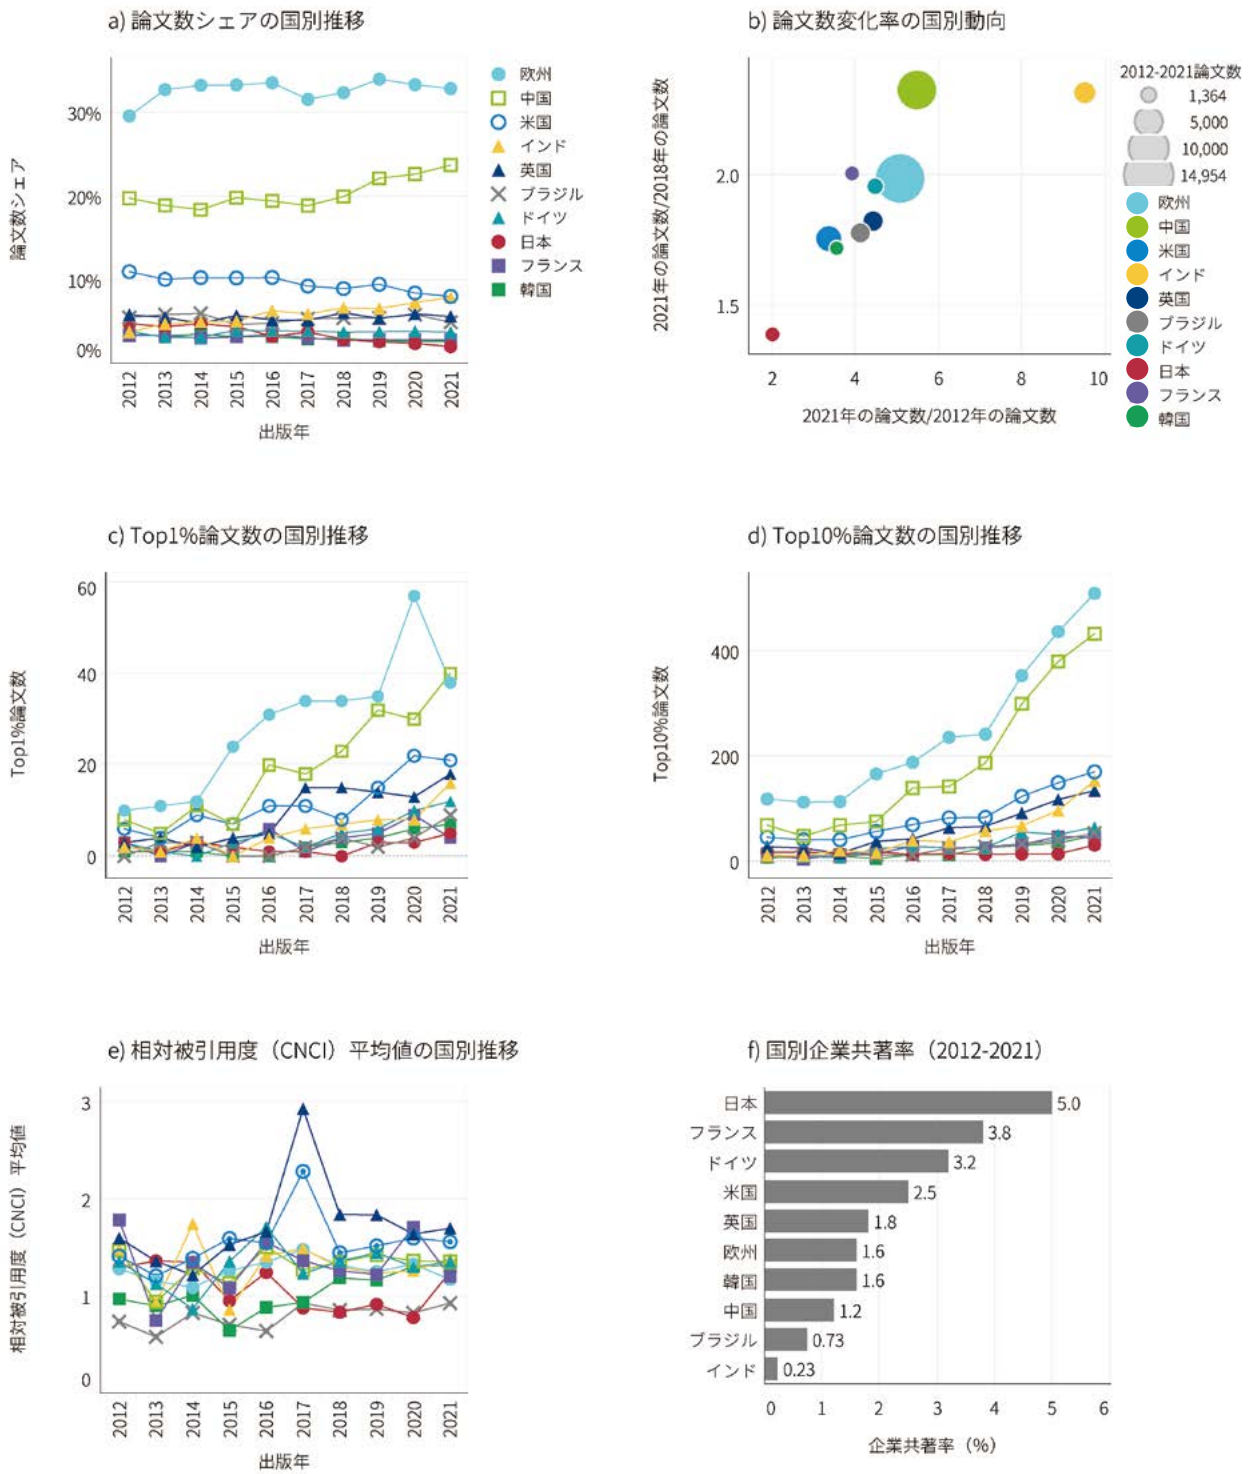 a) 論文数シェアの国別推移
論文数シェア
30%
20%
10%
0%
2012
2013
2014
2015
2016
2017
2018
2019
2020
2021
出版年
欧州
中国
米国
インド
英国
ブラジル
ドイツ
日本
フランス
韓国
b) 論文数変化率の国別動向
2021年の論文数/2018年の論文数
2.0
1.5
2
4
6
8
10
2021年の論文数/2012年の論文数
2012-2021論文数
1,364
5,000
10,000
14,954
欧州
中国
米国
インド
英国
ブラジル
ドイツ
日本
フランス
韓国
c) Top1%論文数の国別推移
Top1%論文数
60
40
20
0
2012
2013
2014
2015
2016
2017
2018
2019
2020
2021
出版年
d) Top10%論文数の国別推移
Top10%論文数
400
200
0
2012
2013
2014
2015
2016
2017
2018
2019
2020
2021
出版年
e) 相対被引用度（CNCI）平均値の国別推移
相対被引用度（CNCI）平均値
3
2
1
0
2012
2013
2014
2015
2016
2017
2018
2019
2020
2021
出版年
f) 国別企業共著率（2012-2021）
日本 5.0
フランス 3.8
ドイツ 3.2
米国 2.5
英国 1.8
欧州 1.6
韓国 1.6
中国 1.2
ブラジル 0.73
インド 0.23
0 1 2 3 4 5 6
企業共著率（%）